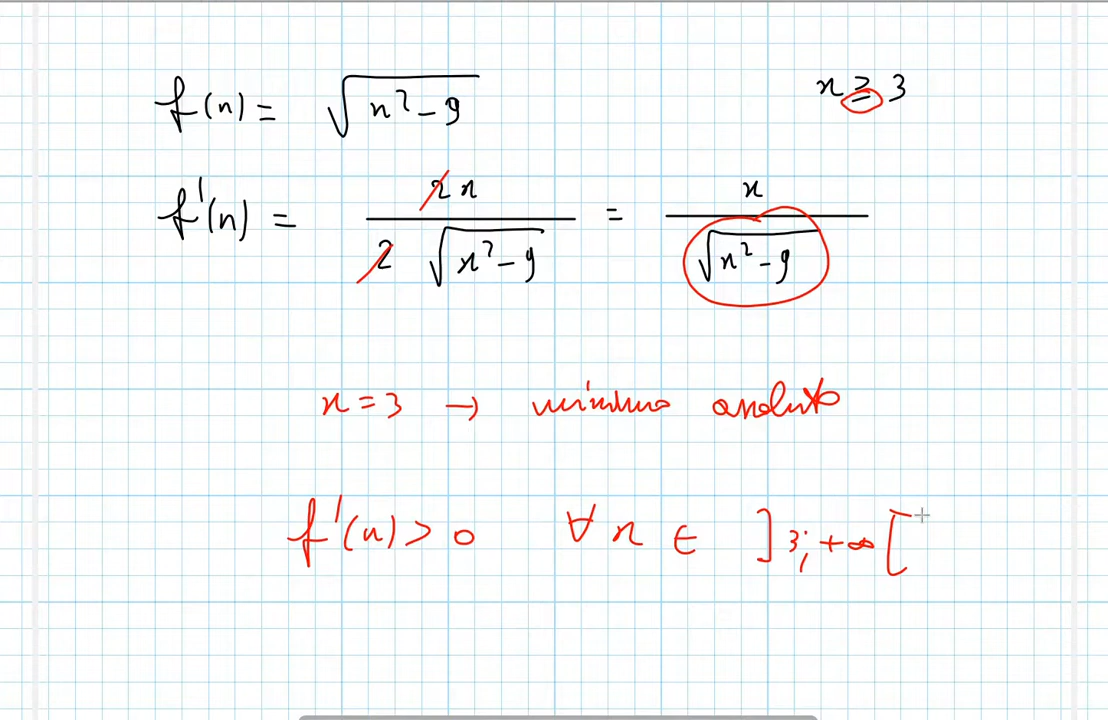 f(x) = √(x² - 9) x ≥ 3
f'(x) = 2x / 2√(x² - 9) = x / √(x² - 9)
x = 3 → minimo assoluto
f'(x) > 0 ∀ x ∈ ]3; +∞[